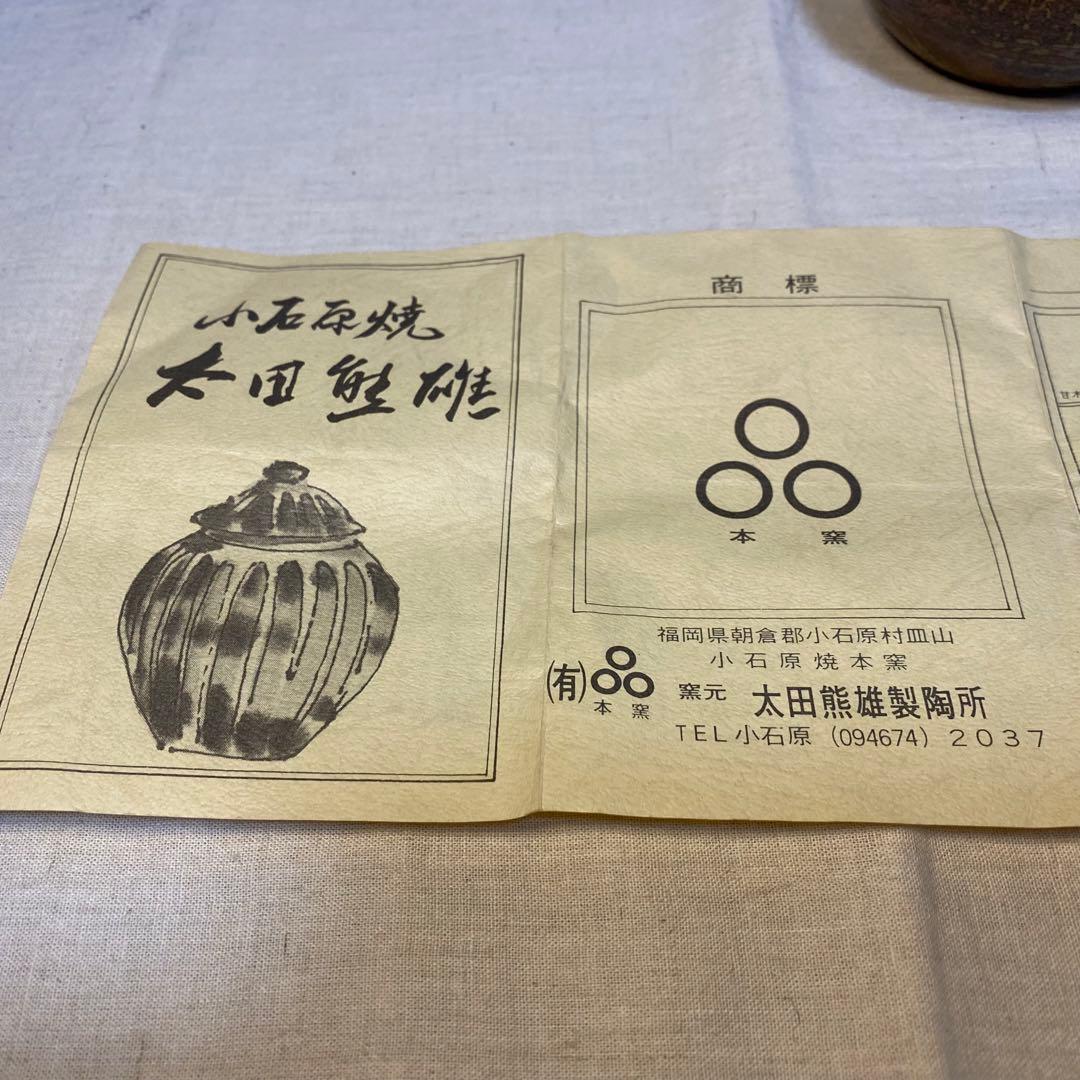 小石原焼
太田熊雄
商標
本窯
福岡県朝倉郡小石原村皿山
小石原焼本窯
(有) 本窯 窯元 太田熊雄製陶所
TEL小石原 (094674) 2037
甘木